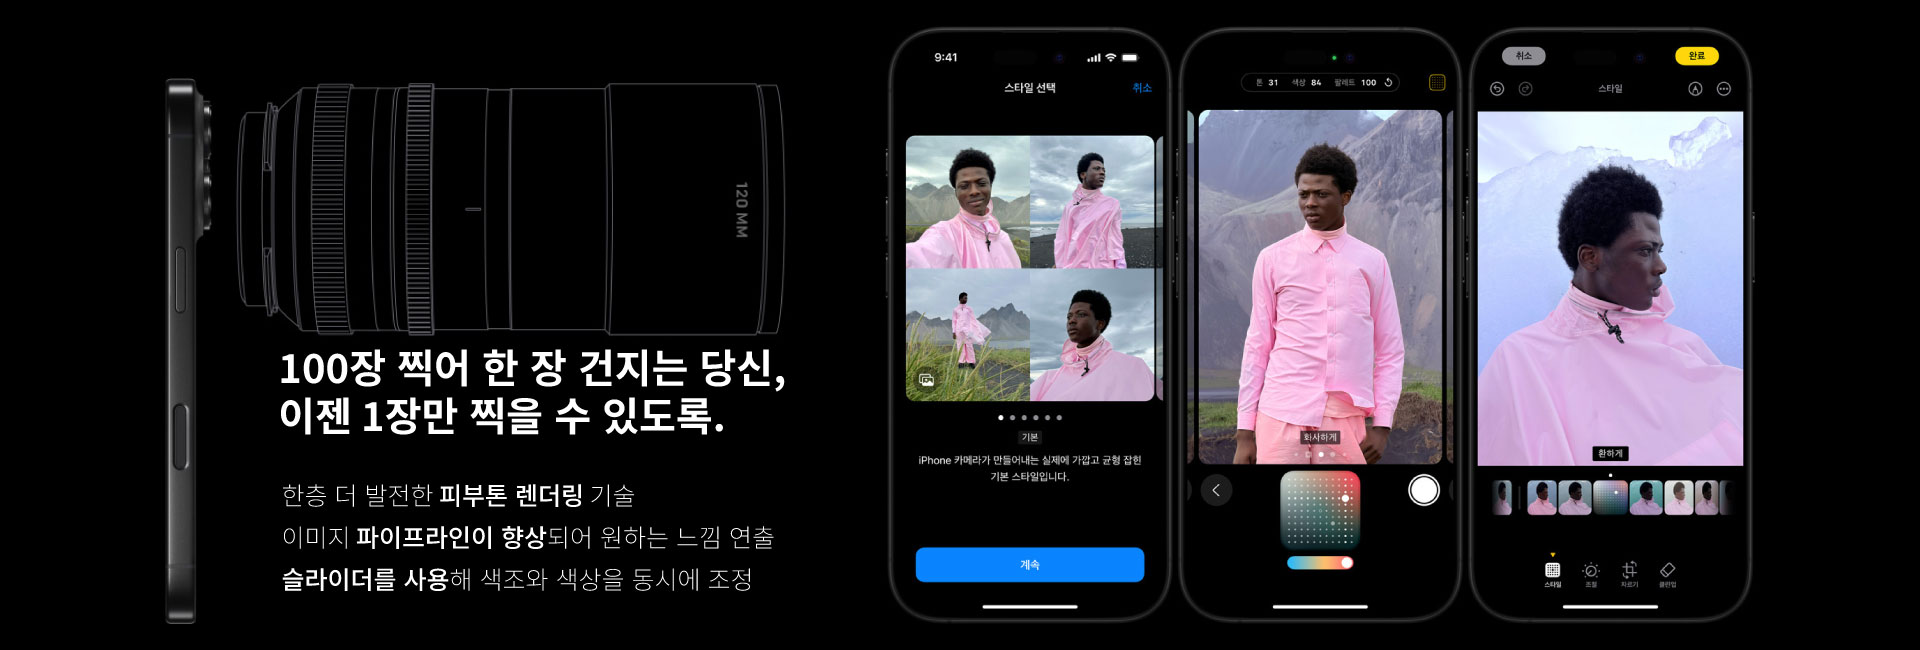 120 MM
100장 찍어 한 장 건지는 당신,
이젠 1장만 찍을 수 있도록.
한층 더 발전한 피부톤 렌더링 기술
이미지 파이프라인이 향상되어 원하는 느낌 연출
슬라이더를 사용해 색조와 색상을 동시에 조정
9:41
스타일 선택
취소
기본
iPhone 카메라가 만들어내는 실제에 가깝고 균형 잡힌
기본 스타일입니다.
계속
톤 31 색상 84 팔레트 100
화사하게
취소
완료
스타일
환하게
스타일 조절 자르기 클린업